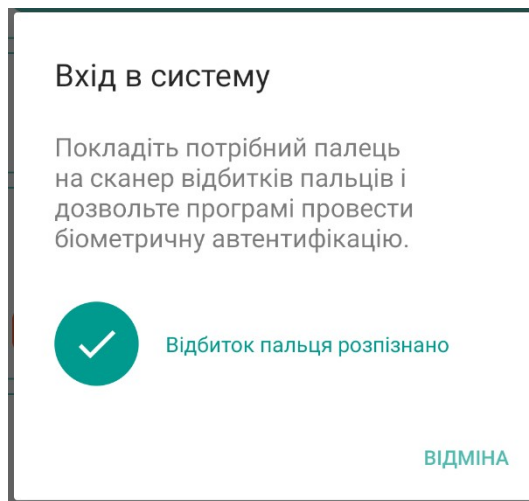 Вхід в систему
Покладіть потрібний палець
на сканер відбитків пальців і
дозвольте програмі провести
біометричну автентифікацію.
Відбиток пальця розпізнано
ВІДМІНА